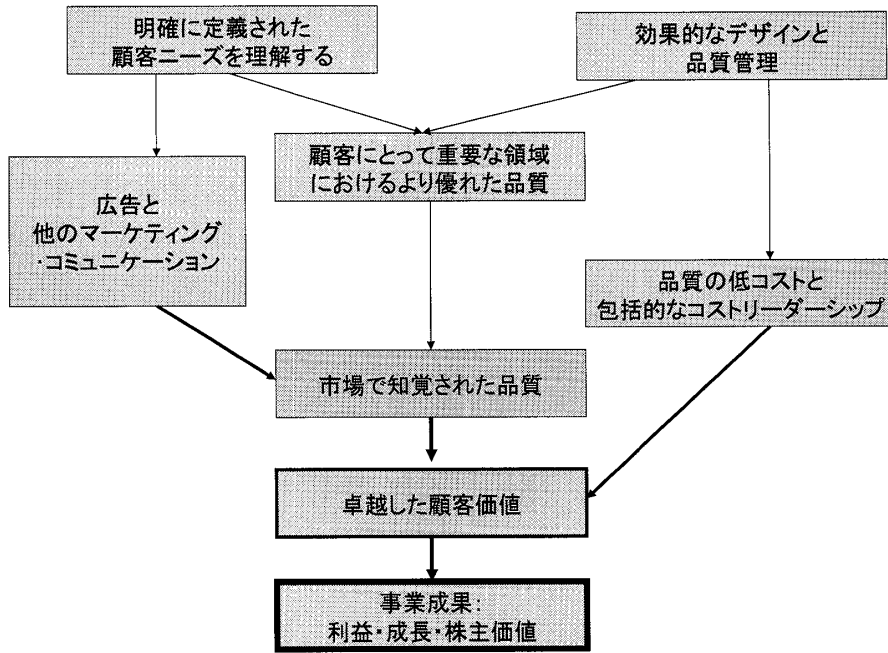 明確に定義された
顧客ニーズを理解する
効果的なデザインと
品質管理
顧客にとって重要な領域
におけるより優れた品質
広告と
他のマーケティング
・コミュニケーション
品質の低コストと
包括的なコストリーダーシップ
市場で知覚された品質
卓越した顧客価値
事業成果:
利益・成長・株主価値